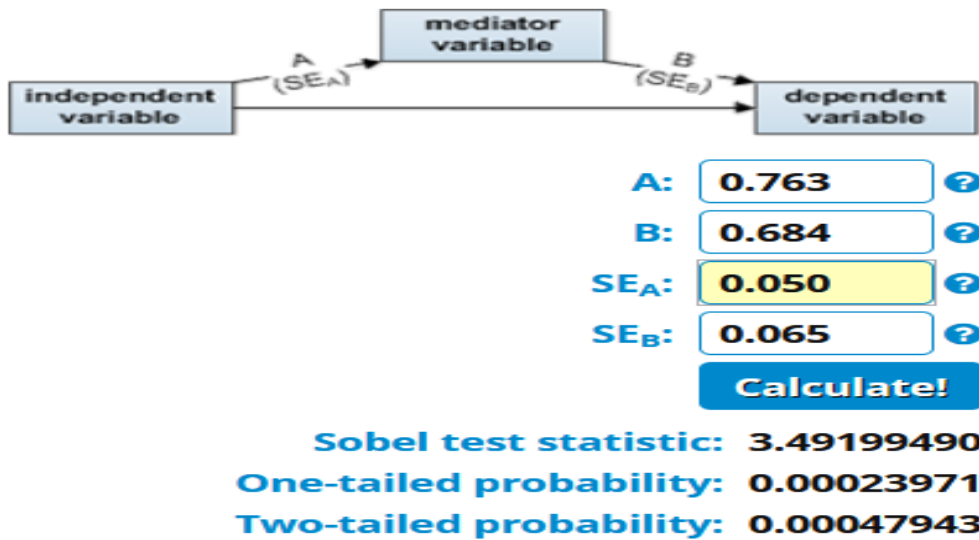 mediator
variable
A
(SEA)
B
(SEB)
independent
variable
dependent
variable
A: 0.763 ?
B: 0.684 ?
SEA: 0.050 ?
SEB: 0.065 ?
Calculate!
Sobel test statistic: 3.49199490
One-tailed probability: 0.00023971
Two-tailed probability: 0.00047943